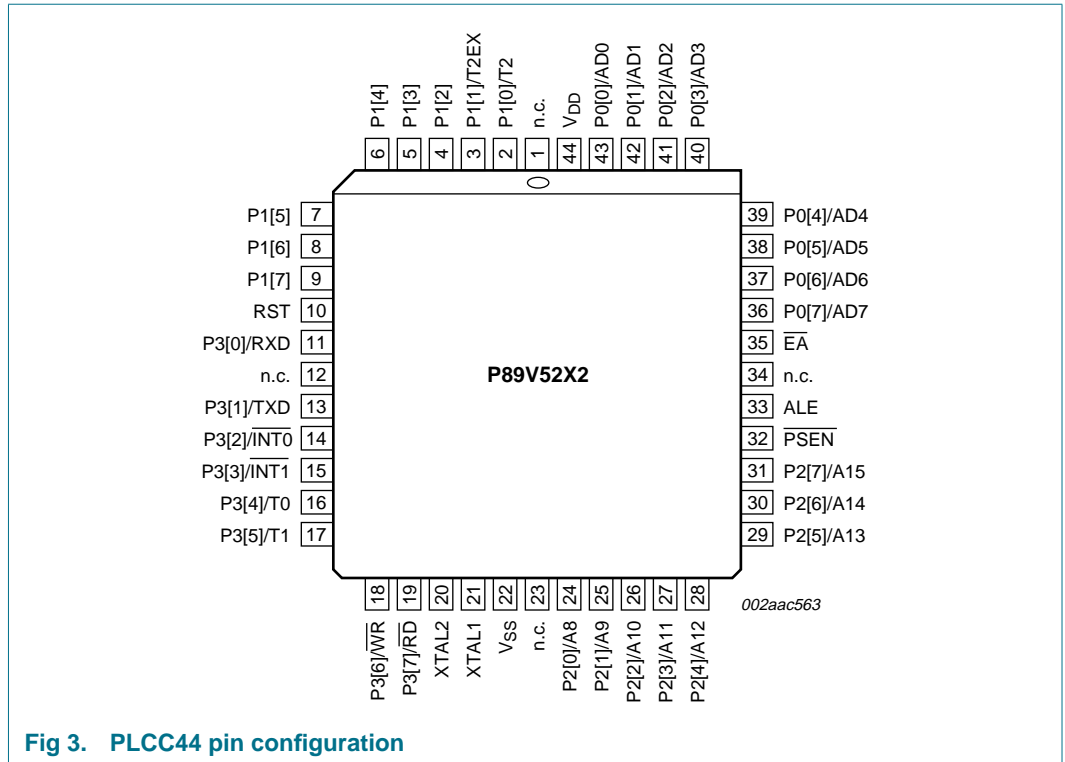 P1[4]
P1[3]
P1[2]
P1[1]/T2EX
P1[0]/T2
n.c.
VDD
P0[0]/AD0
P0[1]/AD1
P0[2]/AD2
P0[3]/AD3
6
5
4
3
2
1
44
43
42
41
40
P1[5] 7
P1[6] 8
P1[7] 9
RST 10
P3[0]/RXD 11
n.c. 12
P3[1]/TXD 13
P3[2]/I̅N̅T̅0̅ 14
P3[3]/I̅N̅T̅1̅ 15
P3[4]/T0 16
P3[5]/T1 17
P89V52X2
39 P0[4]/AD4
38 P0[5]/AD5
37 P0[6]/AD6
36 P0[7]/AD7
35 E̅A̅
34 n.c.
33 ALE
32 P̅S̅E̅N̅
31 P2[7]/A15
30 P2[6]/A14
29 P2[5]/A13
18
19
20
21
22
23
24
25
26
27
28
P3[6]/W̅R̅
P3[7]/R̅D̅
XTAL2
XTAL1
VSS
n.c.
P2[0]/A8
P2[1]/A9
P2[2]/A10
P2[3]/A11
P2[4]/A12
002aac563
Fig 3. PLCC44 pin configuration